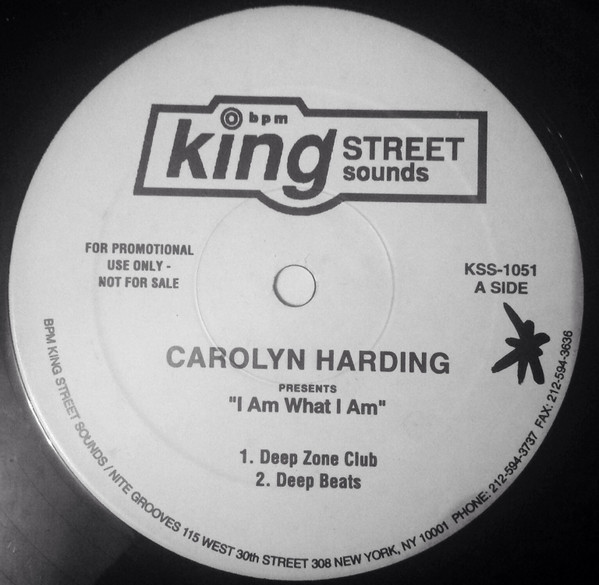 bpm
king STREET
sounds
FOR PROMOTIONAL
USE ONLY -
NOT FOR SALE
KSS-1051
A SIDE
CAROLYN HARDING
PRESENTS
"I Am What I Am"
1. Deep Zone Club
2. Deep Beats
BPM KING STREET SOUNDS / NITE GROOVES 115 WEST 30th STREET 308 NEW YORK, NY 10001 PHONE: 212-594-3737 FAX: 212-594-3636